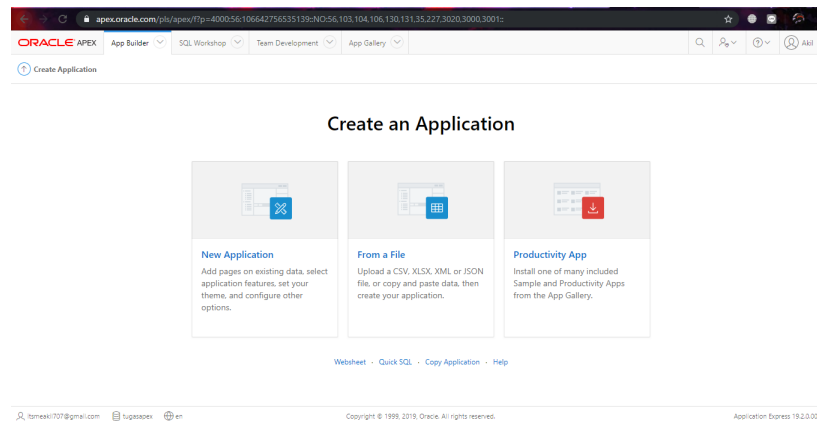 apex.oracle.com/pls/apex/f?p=4000:56:106642756535139::NO:56,103,104,106,130,131,35,227,3020,3000,3001::
ORACLE APEX App Builder SQL Workshop Team Development App Gallery Akil
Create Application
Create an Application
New Application
Add pages on existing data, select
application features, set your
theme, and configure other
options.
From a File
Upload a CSV, XLSX, XML or JSON
file, or copy and paste data, then
create your application.
Productivity App
Install one of many included
Sample and Productivity Apps
from the App Gallery.
Websheet · Quick SQL · Copy Application · Help
itsmeakil707@gmail.com tugasapex en Copyright © 1999, 2019, Oracle. All rights reserved. Application Express 19.2.0.00